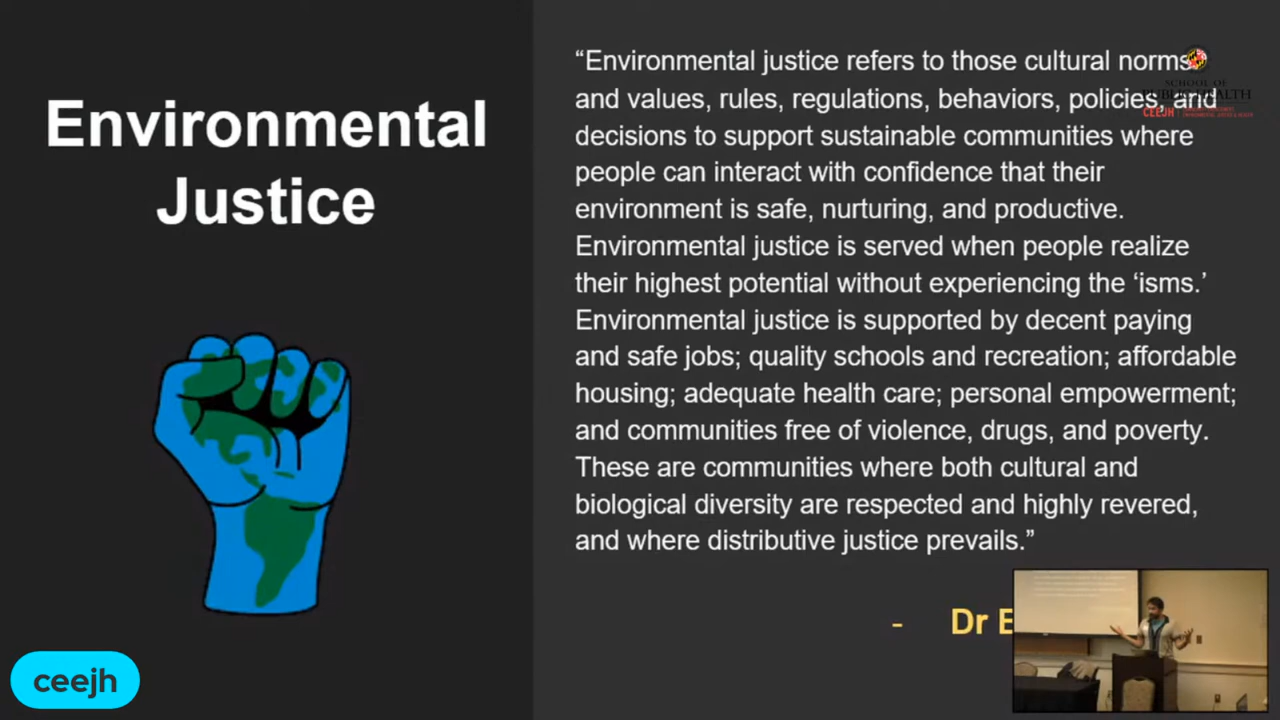 Environmental
Justice
“Environmental justice refers to those cultural norms
and values, rules, regulations, behaviors, policies, and
decisions to support sustainable communities where
people can interact with confidence that their
environment is safe, nurturing, and productive.
Environmental justice is served when people realize
their highest potential without experiencing the ‘isms.’
Environmental justice is supported by decent paying
and safe jobs; quality schools and recreation; affordable
housing; adequate health care; personal empowerment;
and communities free of violence, drugs, and poverty.
These are communities where both cultural and
biological diversity are respected and highly revered,
and where distributive justice prevails.”
- Dr
SCHOOL OF
PUBLIC HEALTH
CEEJH
ceejh